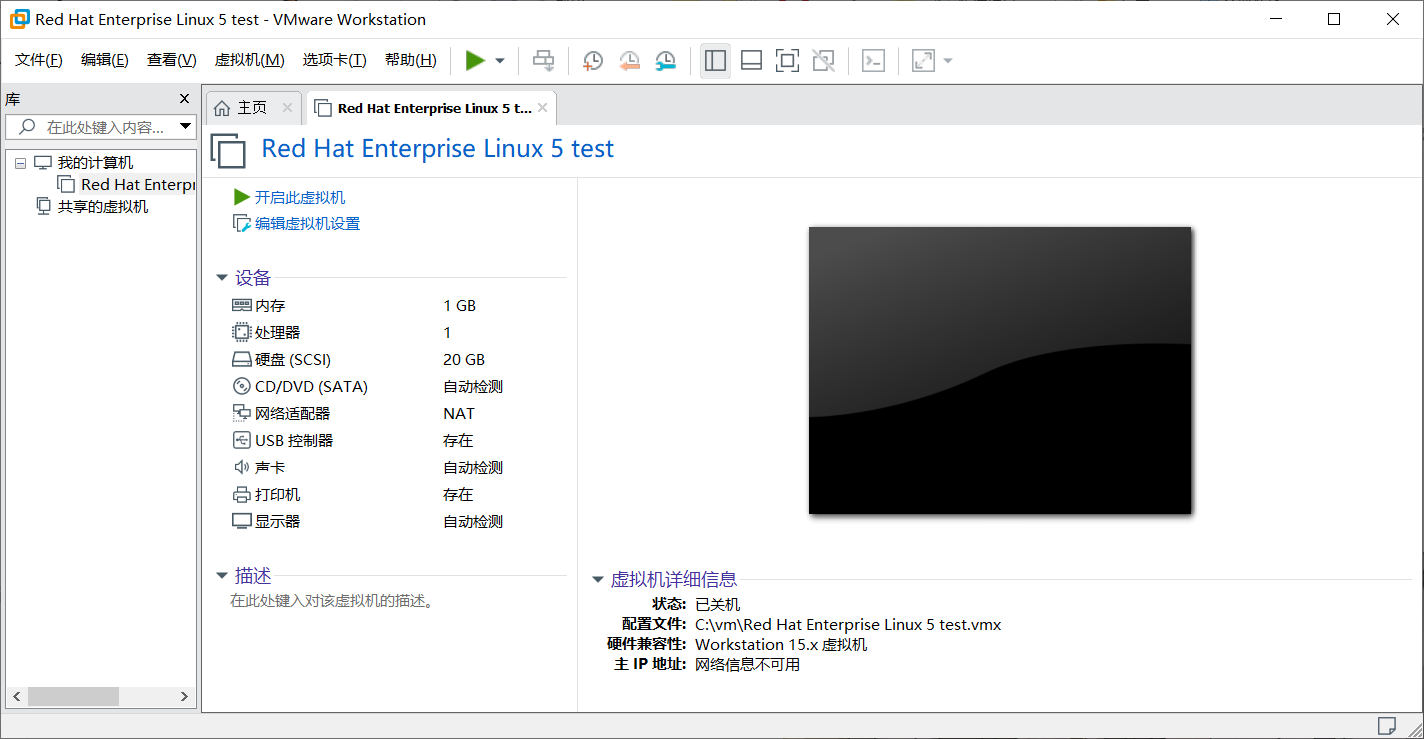 Red Hat Enterprise Linux 5 test - VMware Workstation
文件(F) 编辑(E) 查看(V) 虚拟机(M) 选项卡(T) 帮助(H)
库
在此处键入内容...
我的计算机
Red Hat Enterpr
共享的虚拟机
主页
Red Hat Enterprise Linux 5 t...
Red Hat Enterprise Linux 5 test
开启此虚拟机
编辑虚拟机设置
设备
内存 1 GB
处理器 1
硬盘 (SCSI) 20 GB
CD/DVD (SATA) 自动检测
网络适配器 NAT
USB 控制器 存在
声卡 自动检测
打印机 存在
显示器 自动检测
描述
在此处键入对该虚拟机的描述。
虚拟机详细信息
状态: 已关机
配置文件: C:\vm\Red Hat Enterprise Linux 5 test.vmx
硬件兼容性: Workstation 15.x 虚拟机
主 IP 地址: 网络信息不可用